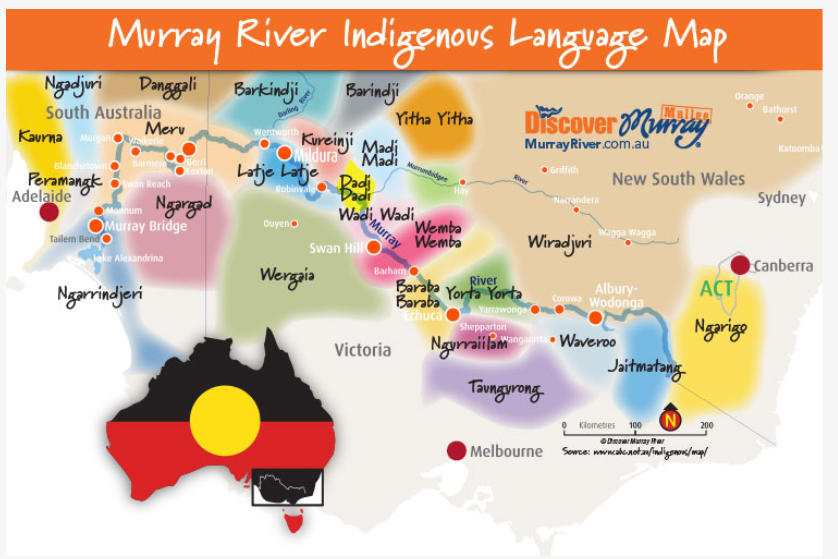 Murray River Indigenous Language Map
Ngadjuri
Danggali
Barkindji
Barindji
Darling River
Yitha Yitha
South Australia
Kaurna
Meru
Morgan
Waikerie
Wentworth
Kureinji
Madi
Madi
Discover Murray
Mallee
MurrayRiver.com.au
Orange
Bathurst
Katoomba
Blanchetown
Barmera
Berri
Loxton
Mildura
Latje Latje
Robinvale
Murrumbidgee
River
Hay
Griffith
New South Wales
Peramangk
Swan Reach
Adelaide
Mannum
Murray Bridge
Tailem Bend
Lake Alexandrina
Ngargad
Dadi
Dadi
Wadi Wadi
Narrandera
Sydney
Ouyen
Swan Hill
Murray
Wemba
Wemba
Wiradjuri
Wagga Wagga
Canberra
ACT
Ngarrindjeri
Wergaia
Barham
Baraba
Baraba
River
Yorta Yorta
Echuca
Yarrawonga
Corowa
Albury-
Wodonga
Ngarigo
Shepparton
Ngurraiilam
Wangaratta
Waveroo
Victoria
Jaitmatang
Taungurong
N
0 Kilometres 100 200
© Discover Murray River
Source: www.abc.net.au/indigenous/map/
Melbourne